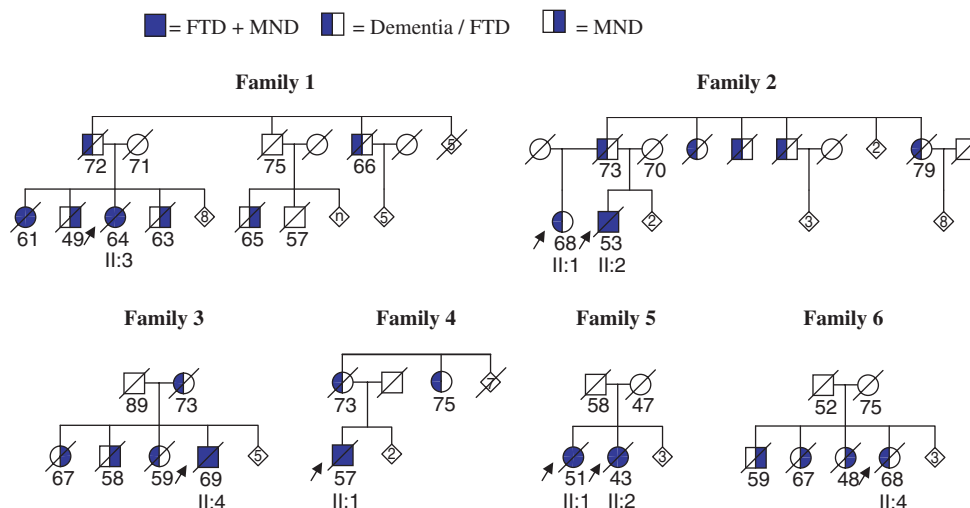 = FTD + MND = Dementia / FTD = MND
Family 1 Family 2
72 71 75 66 5
73 70 2 79
61 49 64 63 8 65 57 n 5
II:3
68 53 2 3 8
II:1 II:2
Family 3 Family 4 Family 5 Family 6
89 73 73 75 7 58 47 52 75
67 58 59 69 5 57 2 51 43 3 59 67 48 68 3
II:4 II:1 II:1 II:2 II:4